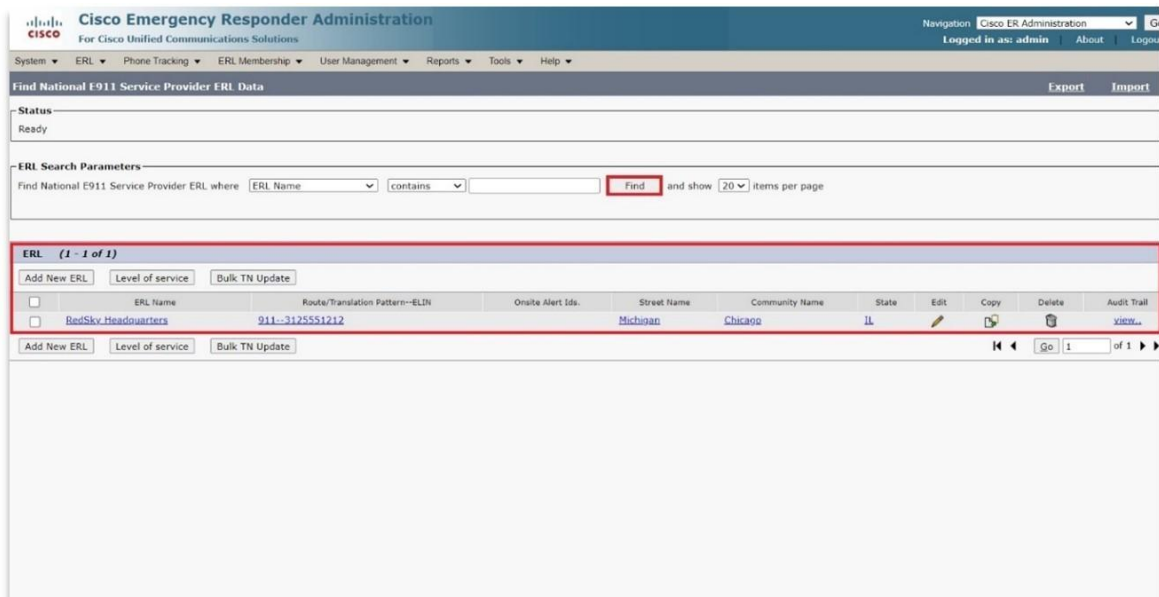 Cisco Emergency Responder Administration
CISCO
For Cisco Unified Communications Solutions
Navigation Cisco ER Administration
Logged in as: admin About Logou
System ERL Phone Tracking ERL Membership User Management Reports Tools Help
Find National E911 Service Provider ERL Data Export Import
Status
Ready
ERL Search Parameters
Find National E911 Service Provider ERL where ERL Name contains Find and show 20 items per page
ERL (1 - 1 of 1)
Add New ERL Level of service Bulk TN Update
ERL Name Route/Translation Pattern--ELIN Onsite Alert Ids. Street Name Community Name State Edit Copy Delete Audit Trail
RedSky Headquarters 911--3125551212 Michigan Chicago IL view..
Add New ERL Level of service Bulk TN Update Go 1 of 1